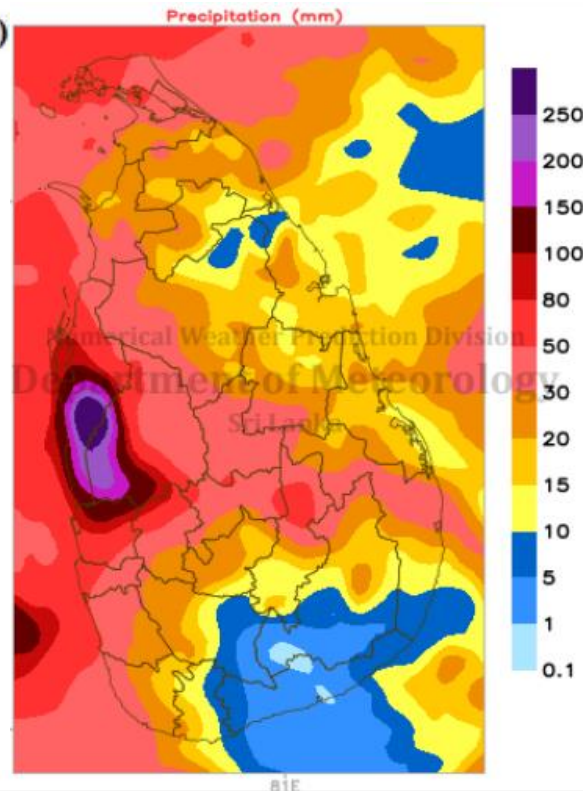 )
Precipitation (mm)
250
200
150
100
80
50
30
20
15
10
5
1
0.1
Numerical Weather Prediction Division
Department of Meteorology
Sri Lanka
81E